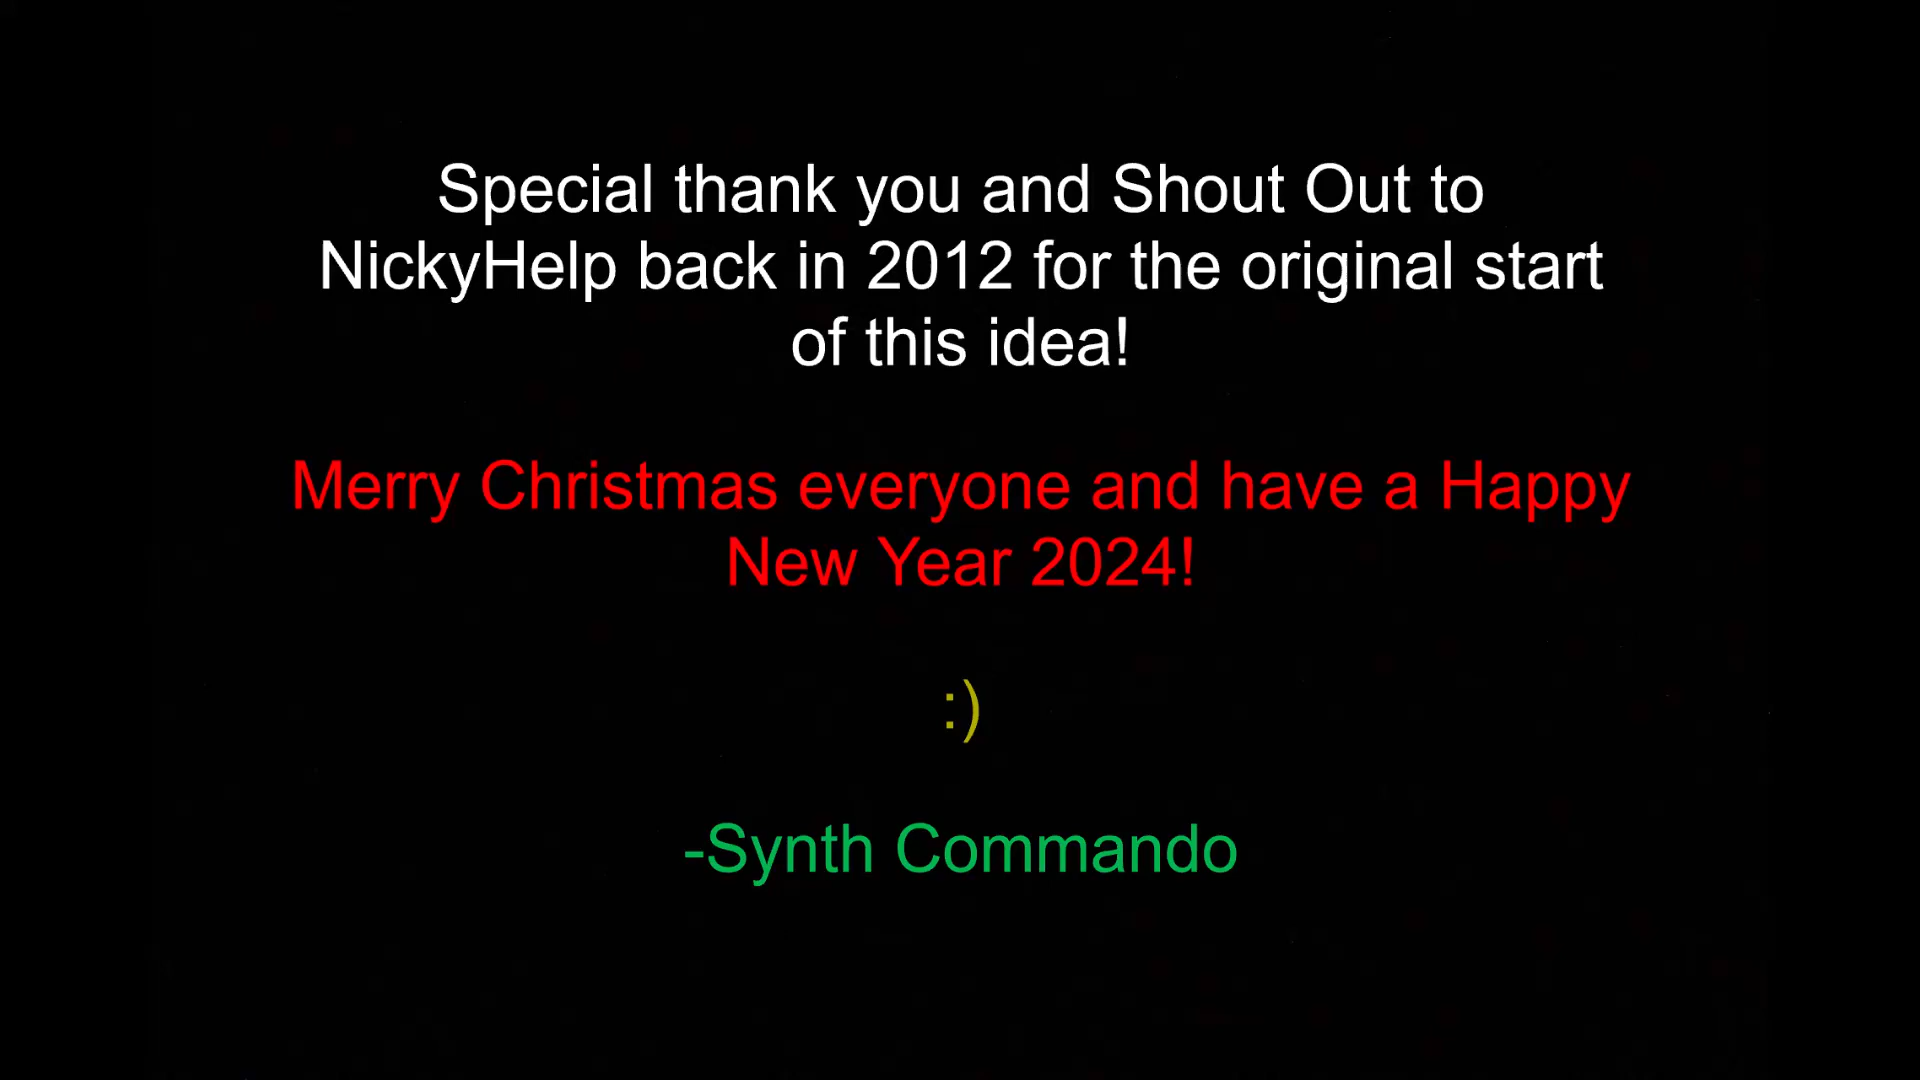 Special thank you and Shout Out to
NickyHelp back in 2012 for the original start
of this idea!
Merry Christmas everyone and have a Happy
New Year 2024!
:)
-Synth Commando